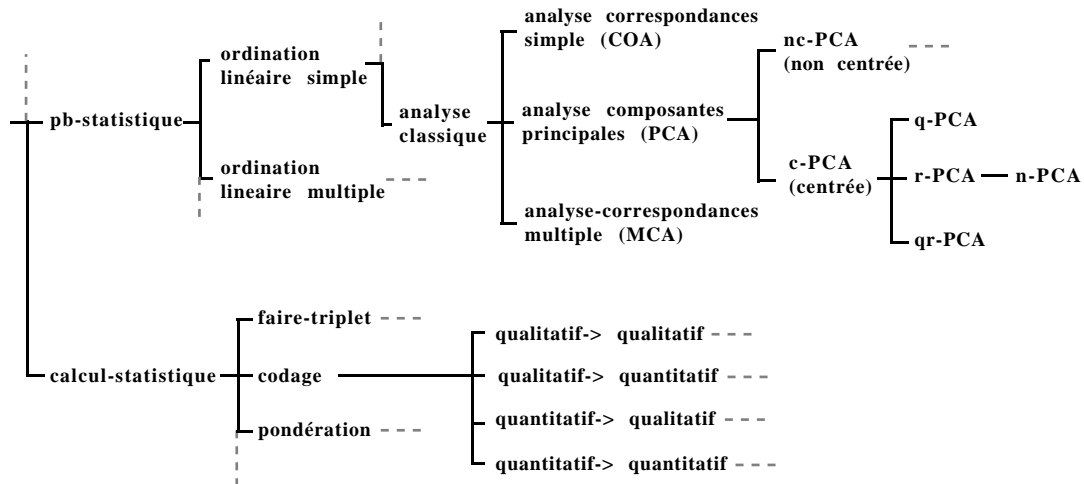 analyse correspondances
simple (COA)
nc-PCA
(non centrée)
ordination
linéaire simple
pb-statistique
analyse
classique
analyse composantes
principales (PCA)
q-PCA
ordination
lineaire multiple
c-PCA
(centrée)
r-PCA
n-PCA
analyse-correspondances
multiple (MCA)
qr-PCA
faire-triplet
qualitatif-> qualitatif
calcul-statistique
codage
qualitatif-> quantitatif
quantitatif-> qualitatif
pondération
quantitatif-> quantitatif